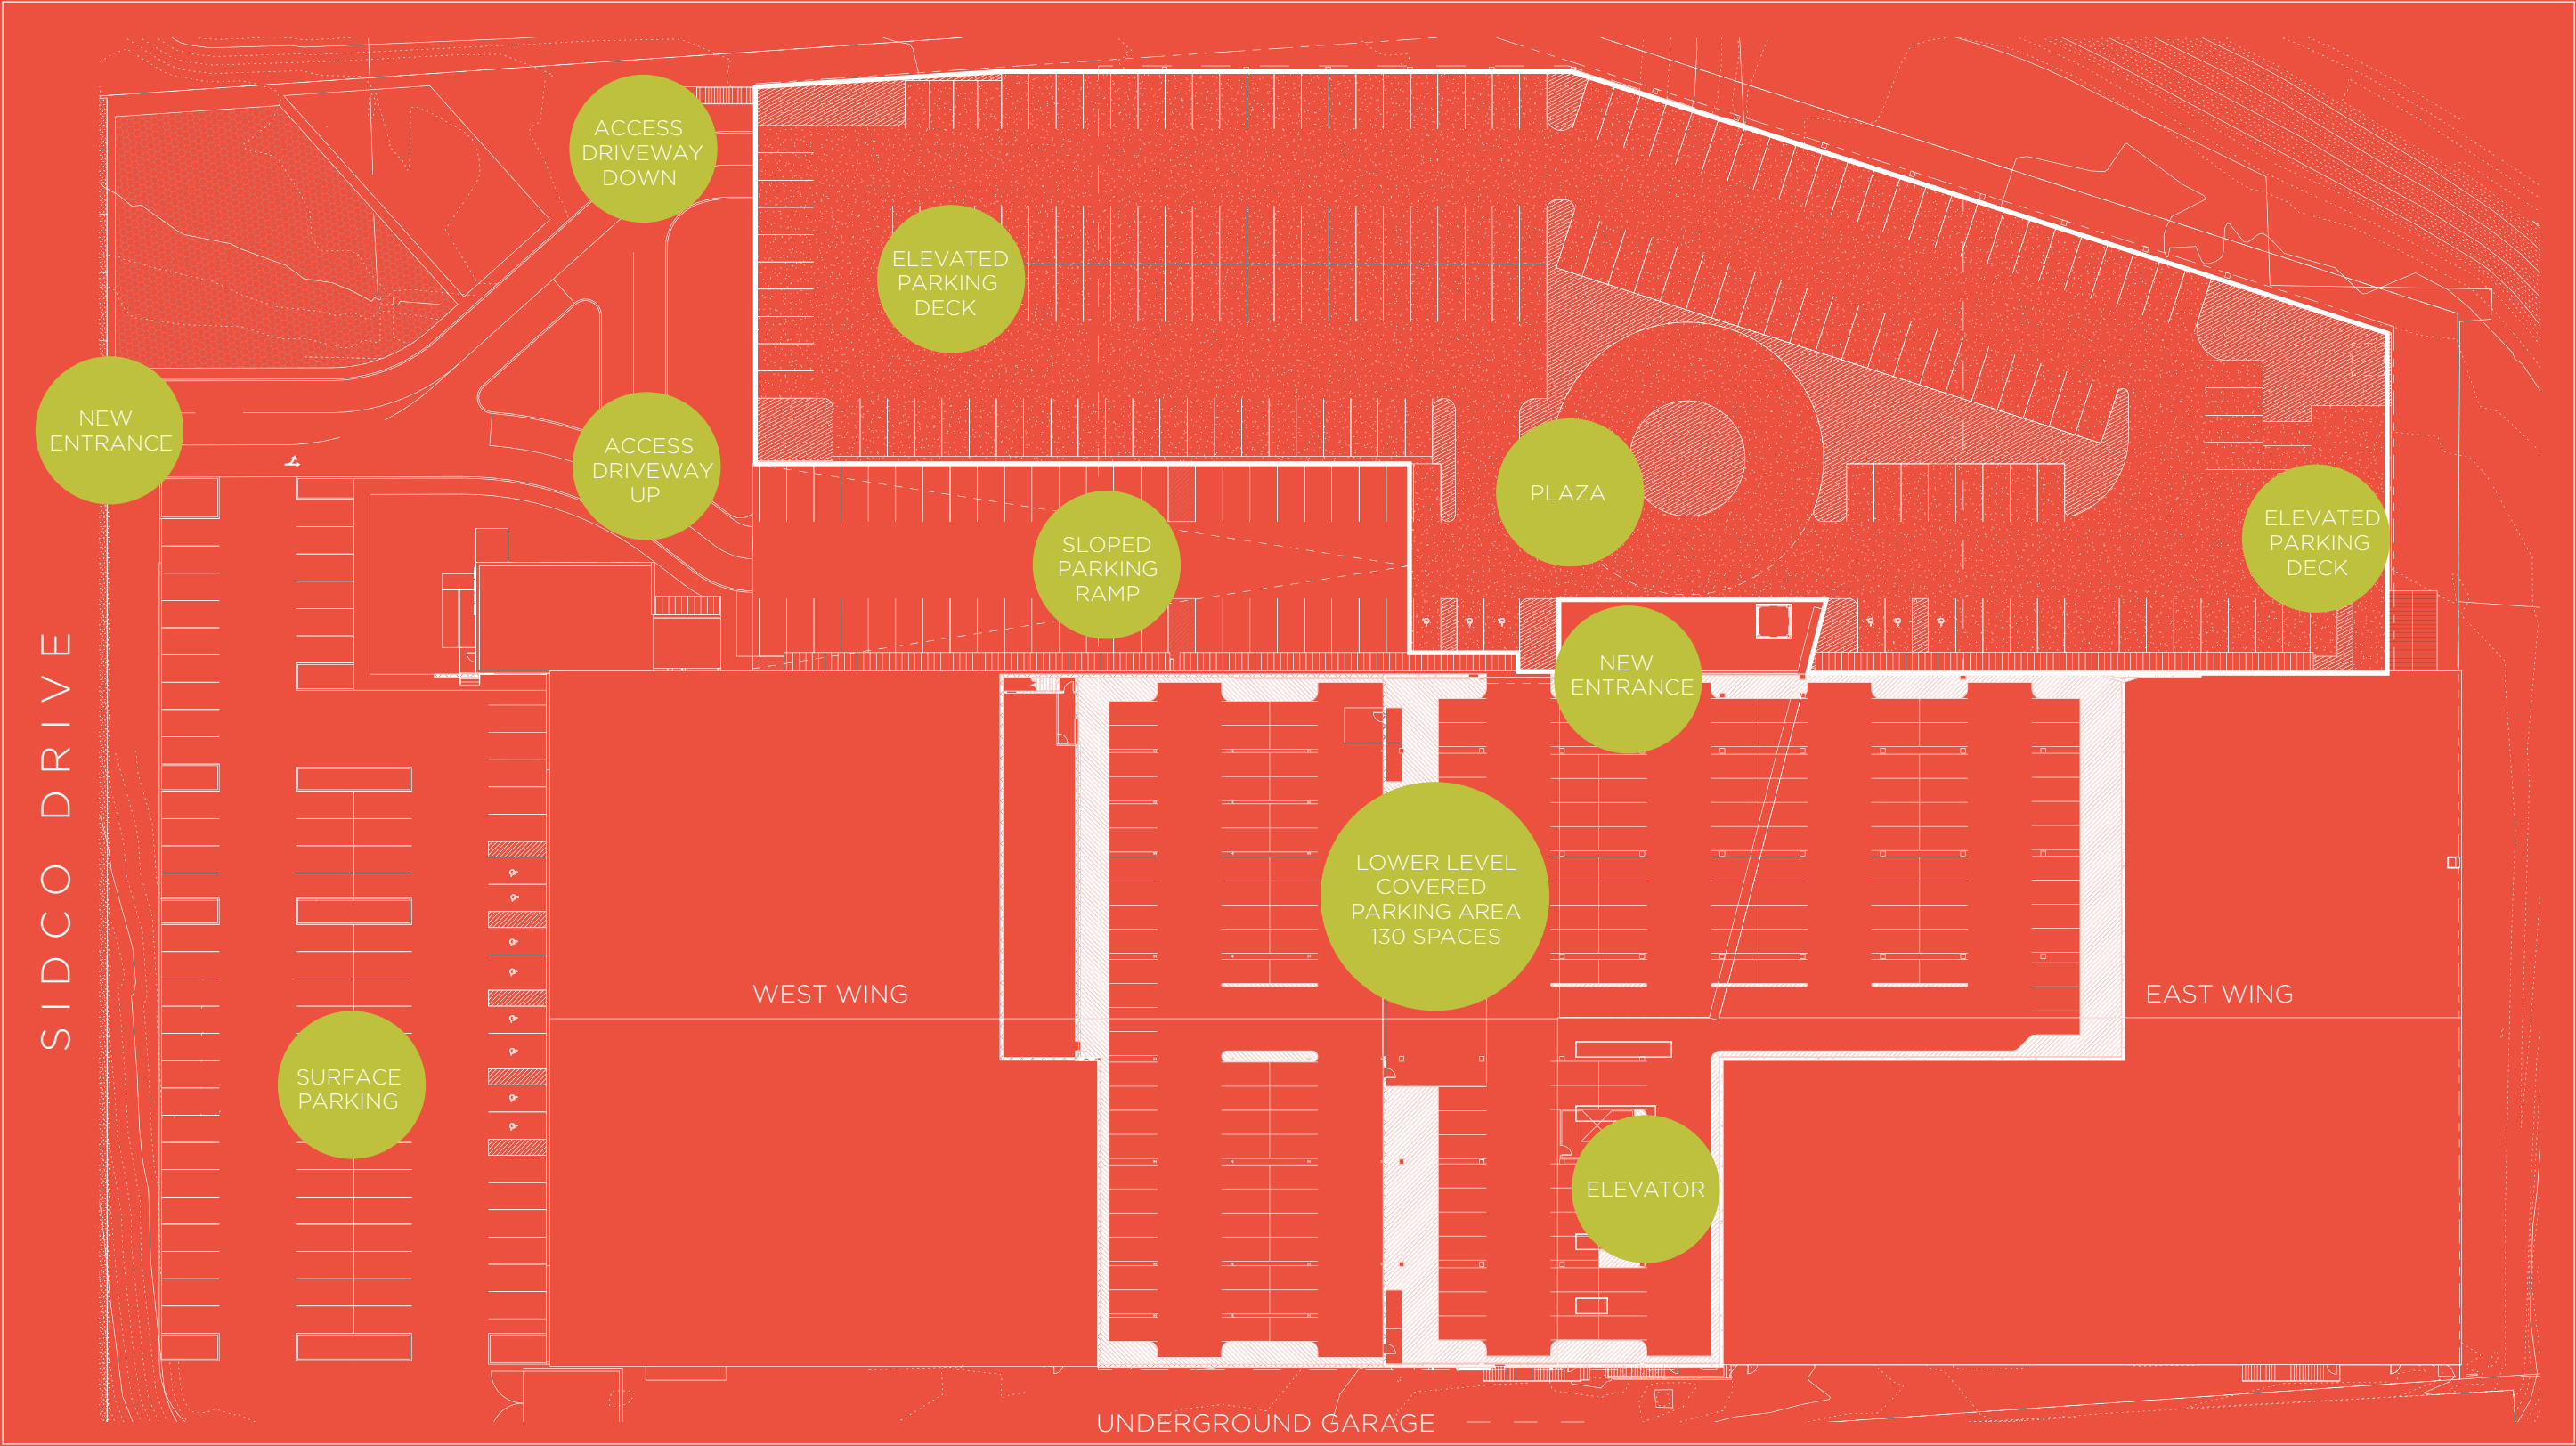 ACCESS
DRIVEWAY
DOWN
ELEVATED
PARKING
DECK
NEW
ENTRANCE
ACCESS
DRIVEWAY
UP
PLAZA
SLOPED
PARKING
RAMP
ELEVATED
PARKING
DECK
NEW
ENTRANCE
SIDCO DRIVE
LOWER LEVEL
COVERED
PARKING AREA
130 SPACES
WEST WING
EAST WING
SURFACE
PARKING
ELEVATOR
UNDERGROUND GARAGE